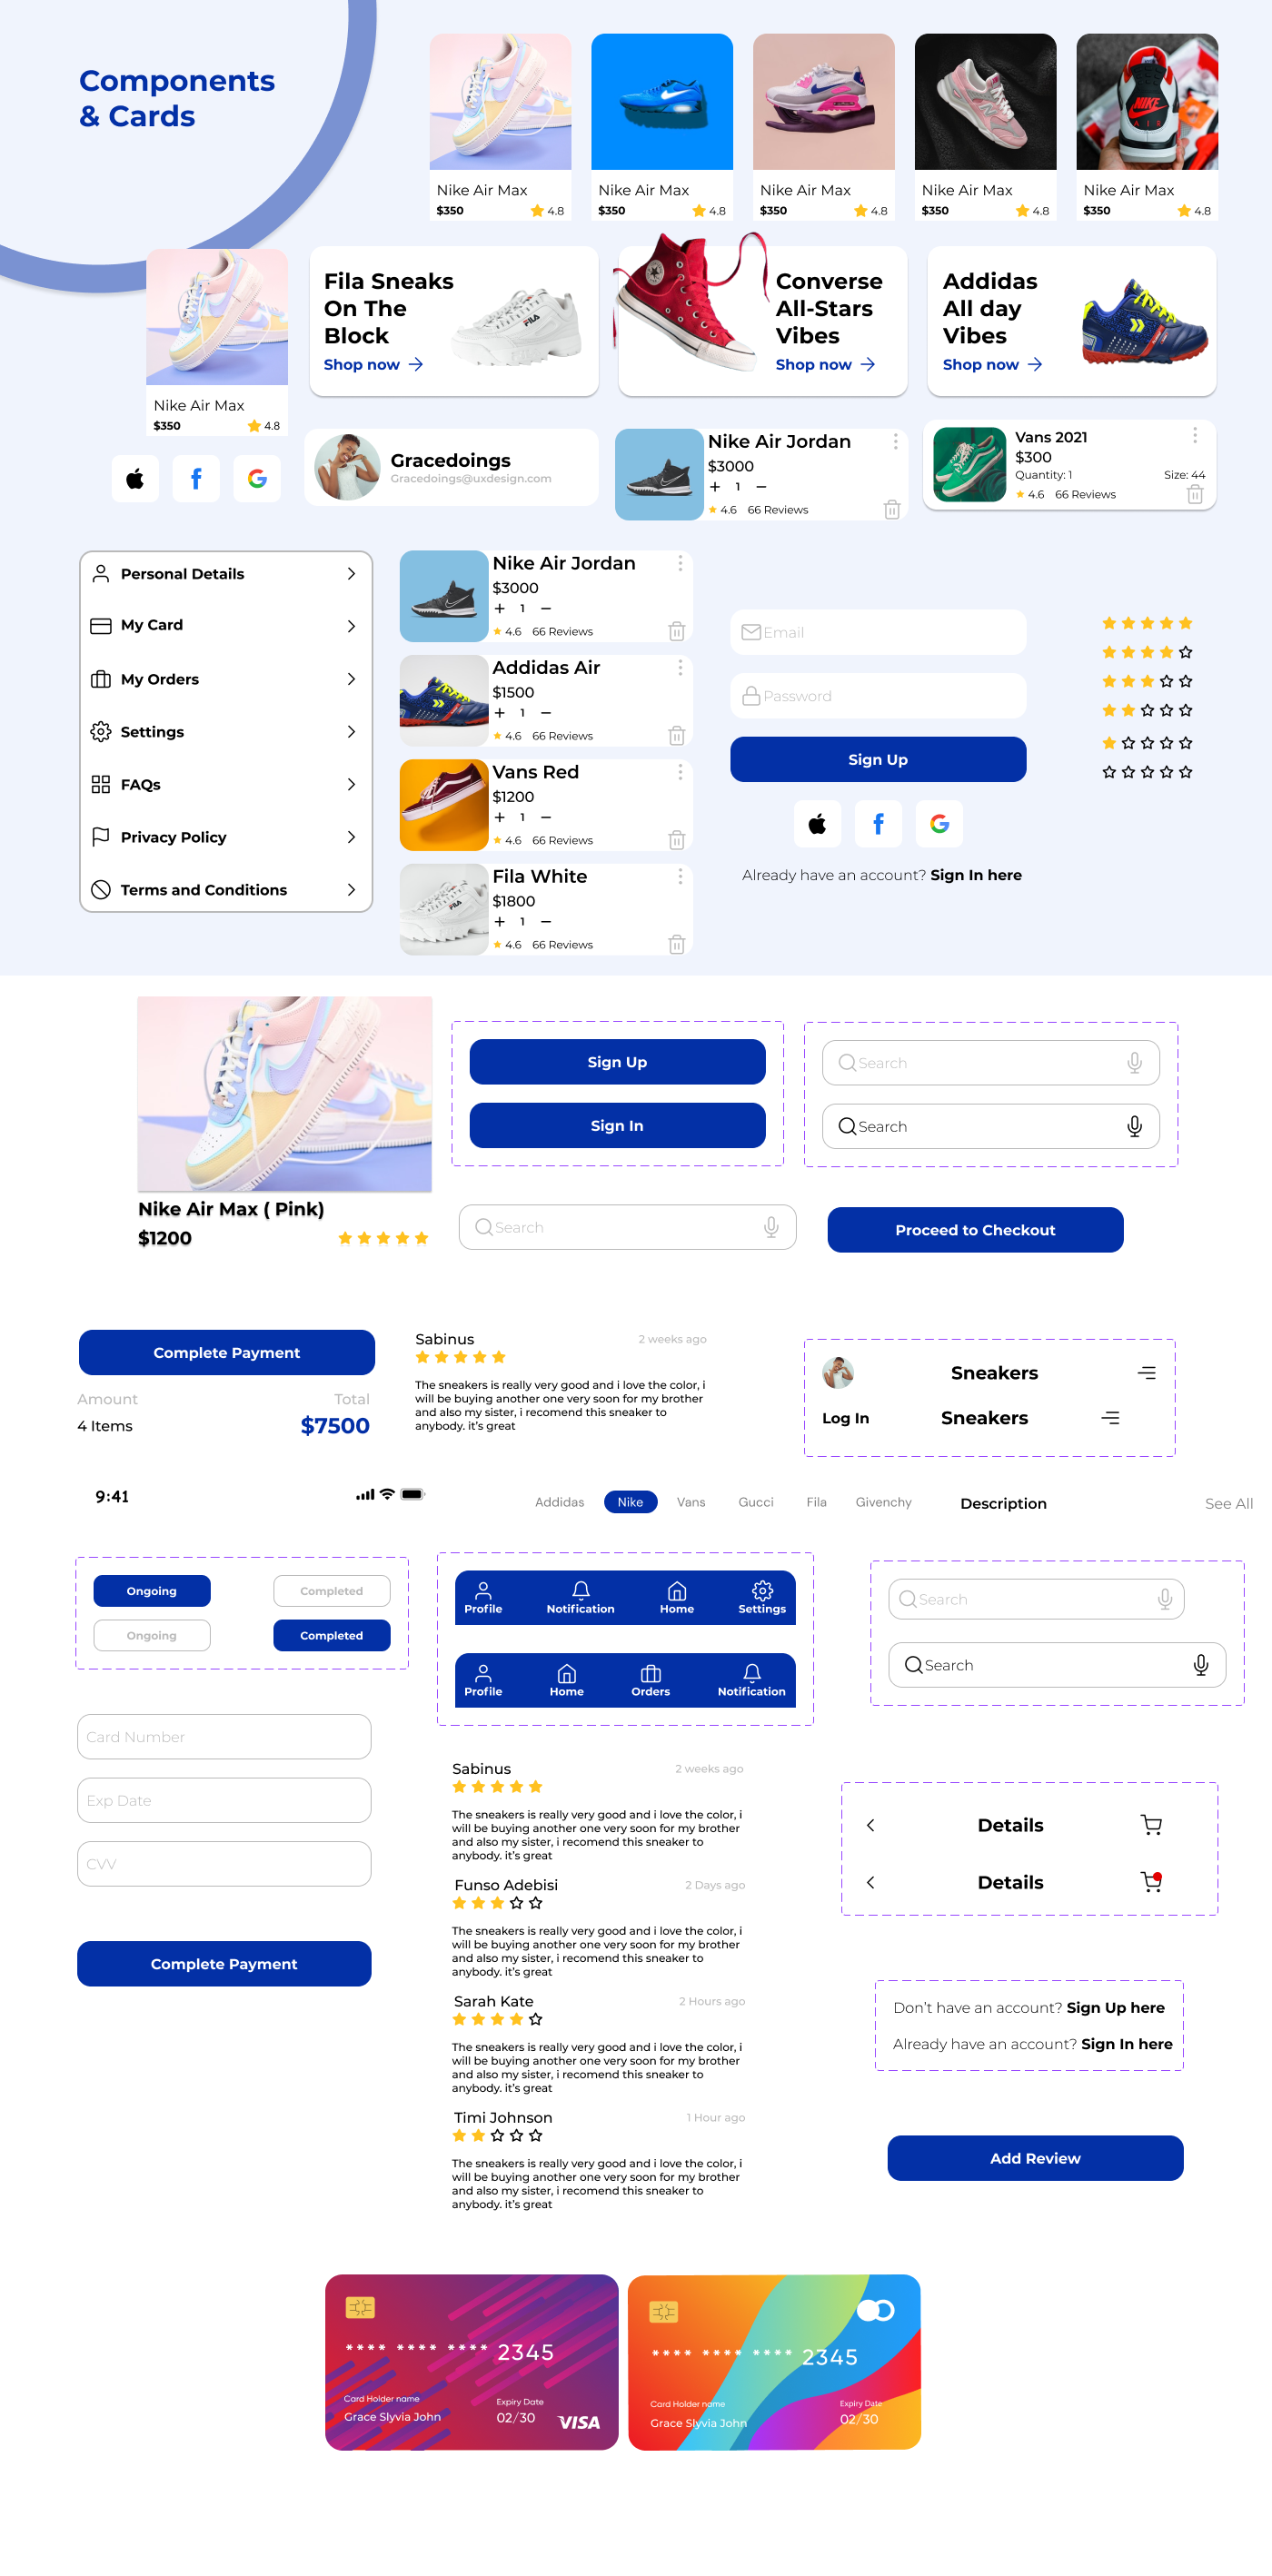 Components
& Cards
Nike Air Max
$350
4.8
Nike Air Max
$350
4.8
Nike Air Max
$350
4.8
Nike Air Max
$350
4.8
NIKE
AIR
Nike Air Max
$350
4.8
Nike Air Max
$350
4.8
Fila Sneaks
On The
Block
Shop now
FILA
Converse
All-Stars
Vibes
Shop now
Addidas
All day
Vibes
Shop now
Gracedoings
Gracedoings@uxdesign.com
Nike Air Jordan
$3000
+ 1 −
4.6 66 Reviews
Vans 2021
$300
Quantity: 1 Size: 44
4.6 66 Reviews
Personal Details
My Card
My Orders
Settings
FAQs
Privacy Policy
Terms and Conditions
Nike Air Jordan
$3000
+ 1 −
4.6 66 Reviews
Addidas Air
$1500
+ 1 −
4.6 66 Reviews
Vans Red
$1200
+ 1 −
4.6 66 Reviews
FILA
Fila White
$1800
+ 1 −
4.6 66 Reviews
Email
Password
Sign Up
Already have an account? Sign In here
Nike Air Max ( Pink)
$1200
Sign Up
Sign In
Search
Search
Search
Proceed to Checkout
Complete Payment
Amount Total
4 Items $7500
Sabinus 2 weeks ago
The sneakers is really very good and i love the color, i
will be buying another one very soon for my brother
and also my sister, i recomend this sneaker to
anybody. it's great
Sneakers
Log In Sneakers
9:41
Addidas Nike Vans Gucci Fila Givenchy
Description See All
Ongoing Completed
Ongoing Completed
Profile Notification Home Settings
Profile Home Orders Notification
Search
Search
Card Number
Exp Date
CVV
Complete Payment
Sabinus 2 weeks ago
The sneakers is really very good and i love the color, i
will be buying another one very soon for my brother
and also my sister, i recomend this sneaker to
anybody. it's great
Funso Adebisi 2 Days ago
The sneakers is really very good and i love the color, i
will be buying another one very soon for my brother
and also my sister, i recomend this sneaker to
anybody. it's great
Sarah Kate 2 Hours ago
The sneakers is really very good and i love the color, i
will be buying another one very soon for my brother
and also my sister, i recomend this sneaker to
anybody. it's great
Timi Johnson 1 Hour ago
The sneakers is really very good and i love the color, i
will be buying another one very soon for my brother
and also my sister, i recomend this sneaker to
anybody. it's great
Details
Details
Don't have an account? Sign Up here
Already have an account? Sign In here
Add Review
**** **** **** 2345
Card Holder name Expiry Date
Grace Slyvia John 02/30 VISA
**** **** **** 2345
Card Holder name Expiry Date
Grace Slyvia John 02/30